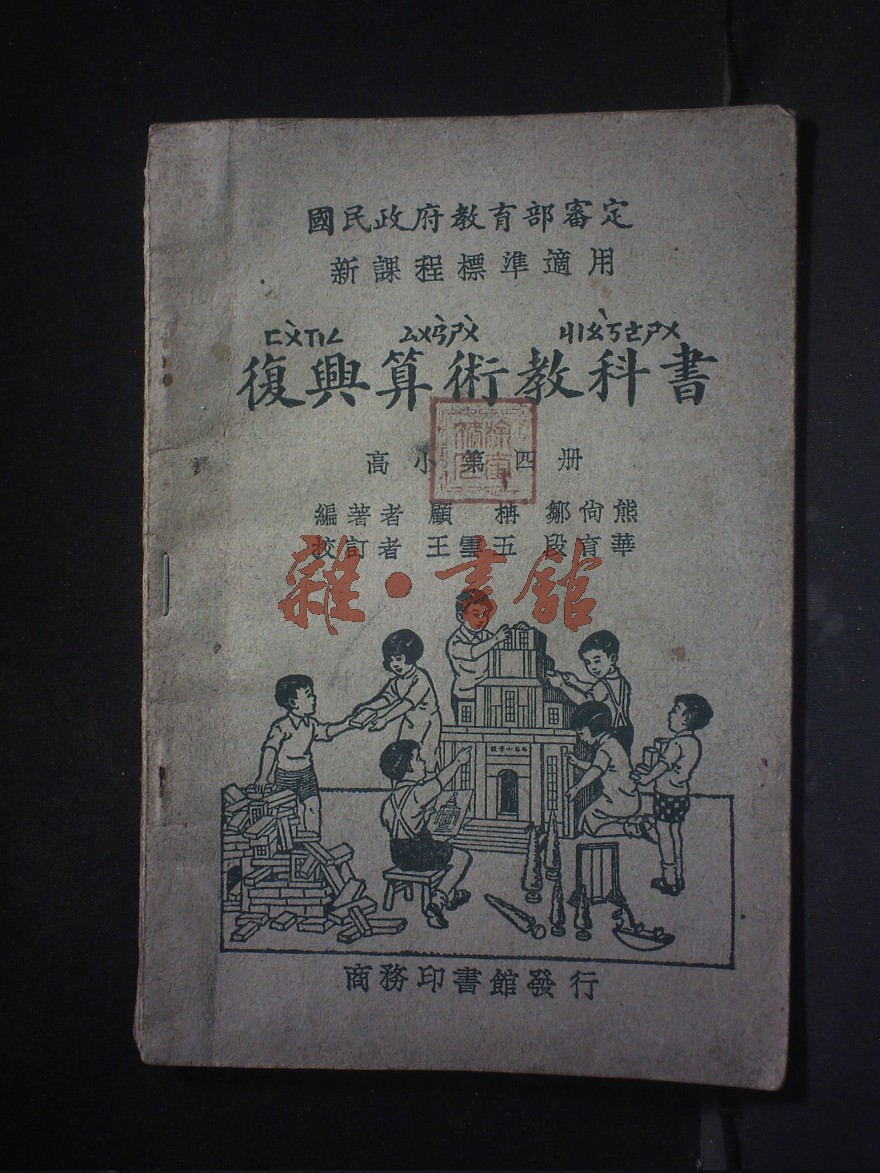 國民政府教育部審定
新課程標準適用
ㄈㄨˋㄒㄧㄥ ㄙㄨㄢˋㄕㄨˋ ㄐㄧㄠˋㄎㄜㄕㄨ
復興算術教科書
高小第四册
編著者 顧枏 鄒尙熊
校訂者 王雲五 段育華
雜·書館
商務印書館發行